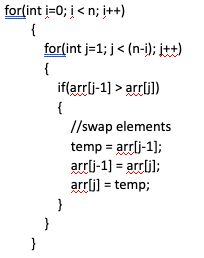 for(int i=0; i < n; i++)
{
for(int j=1; j < (n-i); j++)
{
if(arr[j-1] > arr[j])
{
//swap elements
temp = arr[j-1];
arr[j-1] = arr[j];
arr[j] = temp;
}
}
}